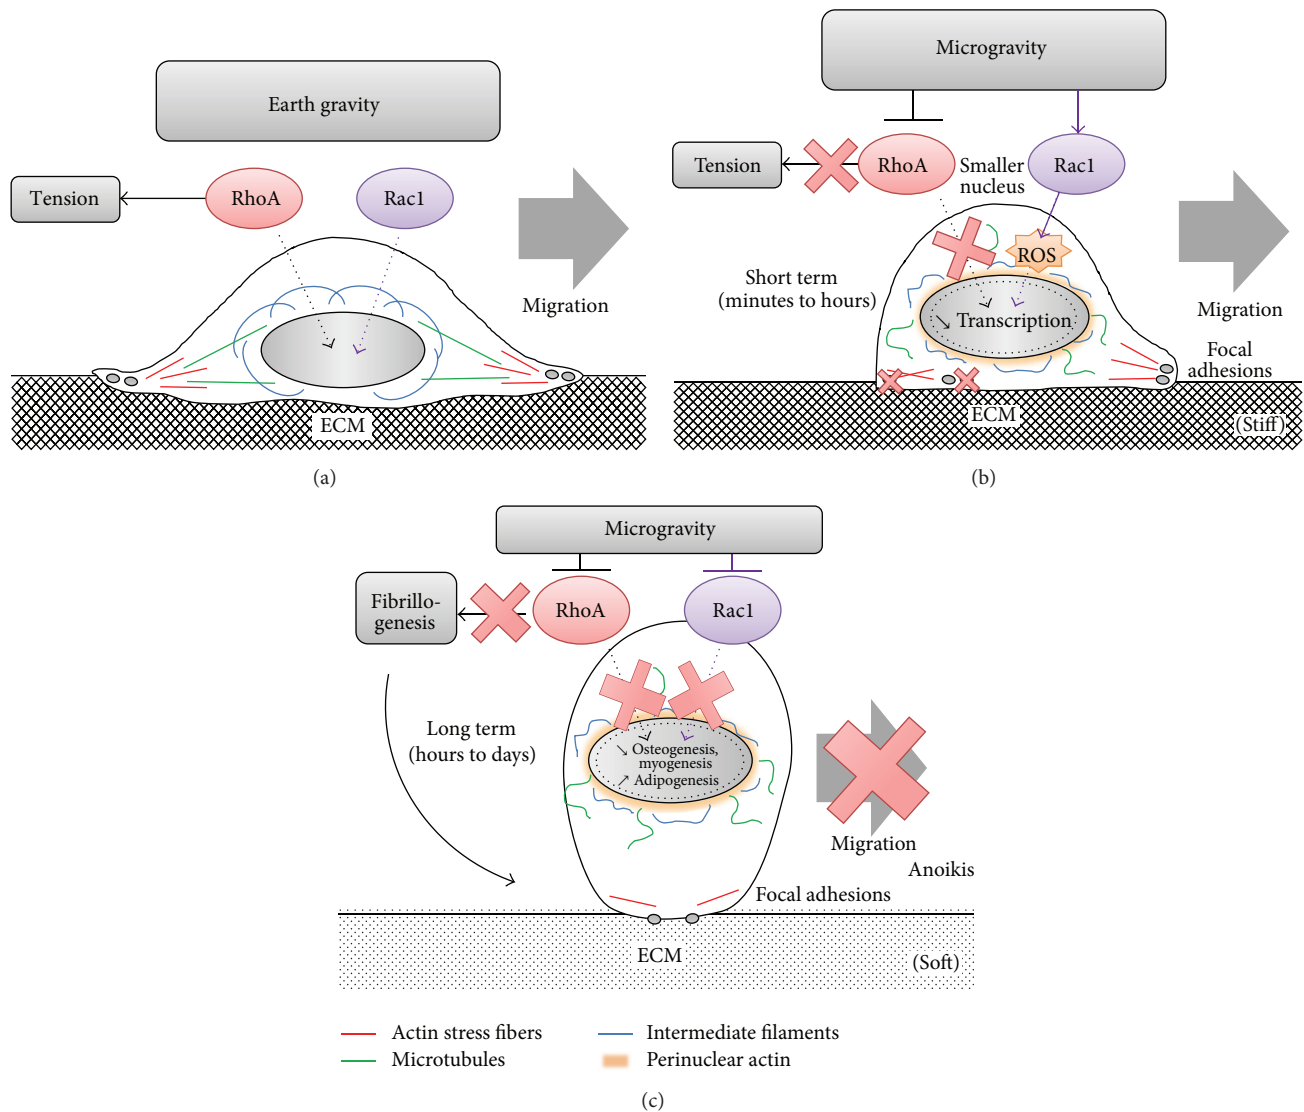 Earth gravity
Tension
RhoA
Rac1
Migration
ECM
(a)
Microgravity
Tension
RhoA
Smaller
nucleus
Rac1
ROS
Short term
(minutes to hours)
↘ Transcription
Migration
Focal
adhesions
ECM
(Stiff)
(b)
Microgravity
Fibrillo-
genesis
RhoA
Rac1
Long term
(hours to days)
↘ Osteogenesis,
myogenesis
↗ Adipogenesis
Migration
Anoikis
Focal adhesions
ECM
(Soft)
Actin stress fibers
Microtubules
Intermediate filaments
Perinuclear actin
(c)